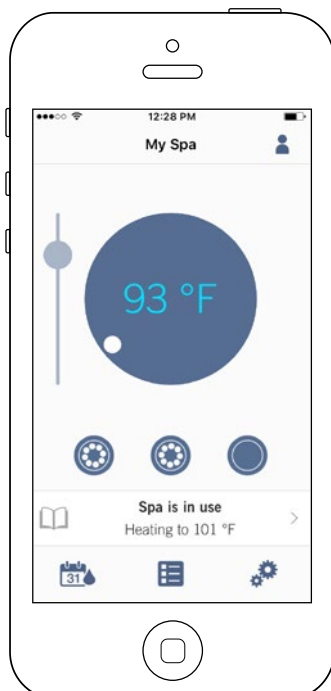 12:28 PM
My Spa
93 °F
Spa is in use
Heating to 101 °F
31